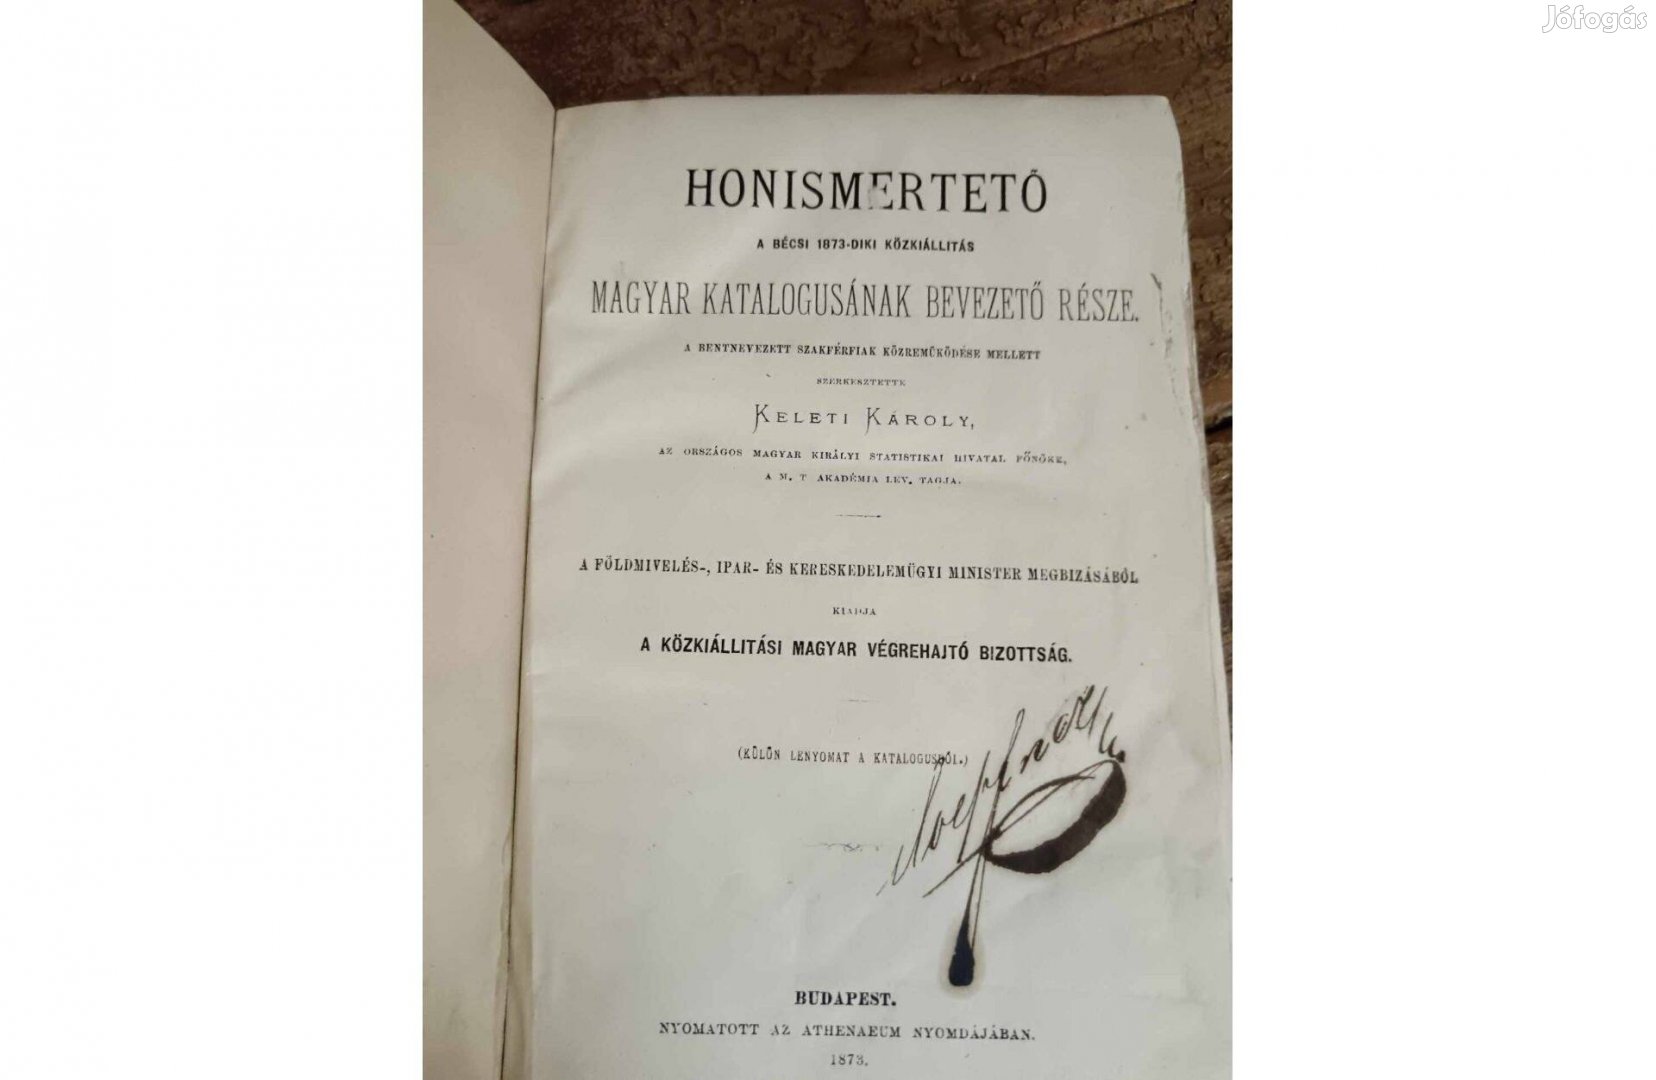 Jófogás
HONISMERTETŐ
A BÉCSI 1873-DIKI KÖZKIÁLLITÁS
MAGYAR KATALOGUSÁNAK BEVEZETŐ RÉSZE.
A BENTNEVEZETT SZAKFÉRFIAK KÖZREMŰKÖDÉSE MELLETT
SZERKESZTETTE
KELETI KÁROLY,
AZ ORSZÁGOS MAGYAR KIRÁLYI STATISTIKAI HIVATAL FŐNÖKE,
A M. T AKADÉMIA LEV. TAGJA.
A FÖLDMIVELÉS-, IPAR- ÉS KERESKEDELEMÜGYI MINISTER MEGBIZÁSÁBÓL
KIADJA
A KÖZKIÁLLITÁSI MAGYAR VÉGREHAJTÓ BIZOTTSÁG.
(KÜLÖN LENYOMAT A KATALOGUSBÓL.)
BUDAPEST.
NYOMATOTT AZ ATHENAEUM NYOMDÁJÁBAN.
1873.